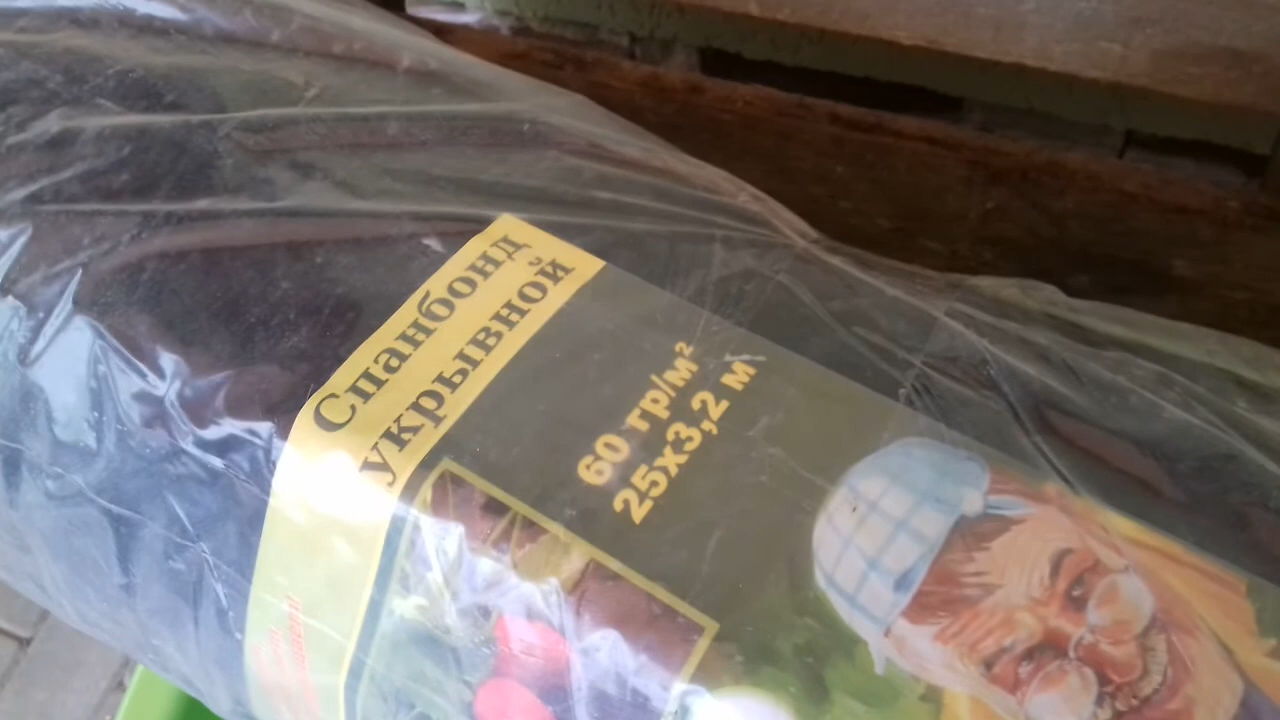 Спанбонд
укрывной
60 гр/м²
25х3,2 м